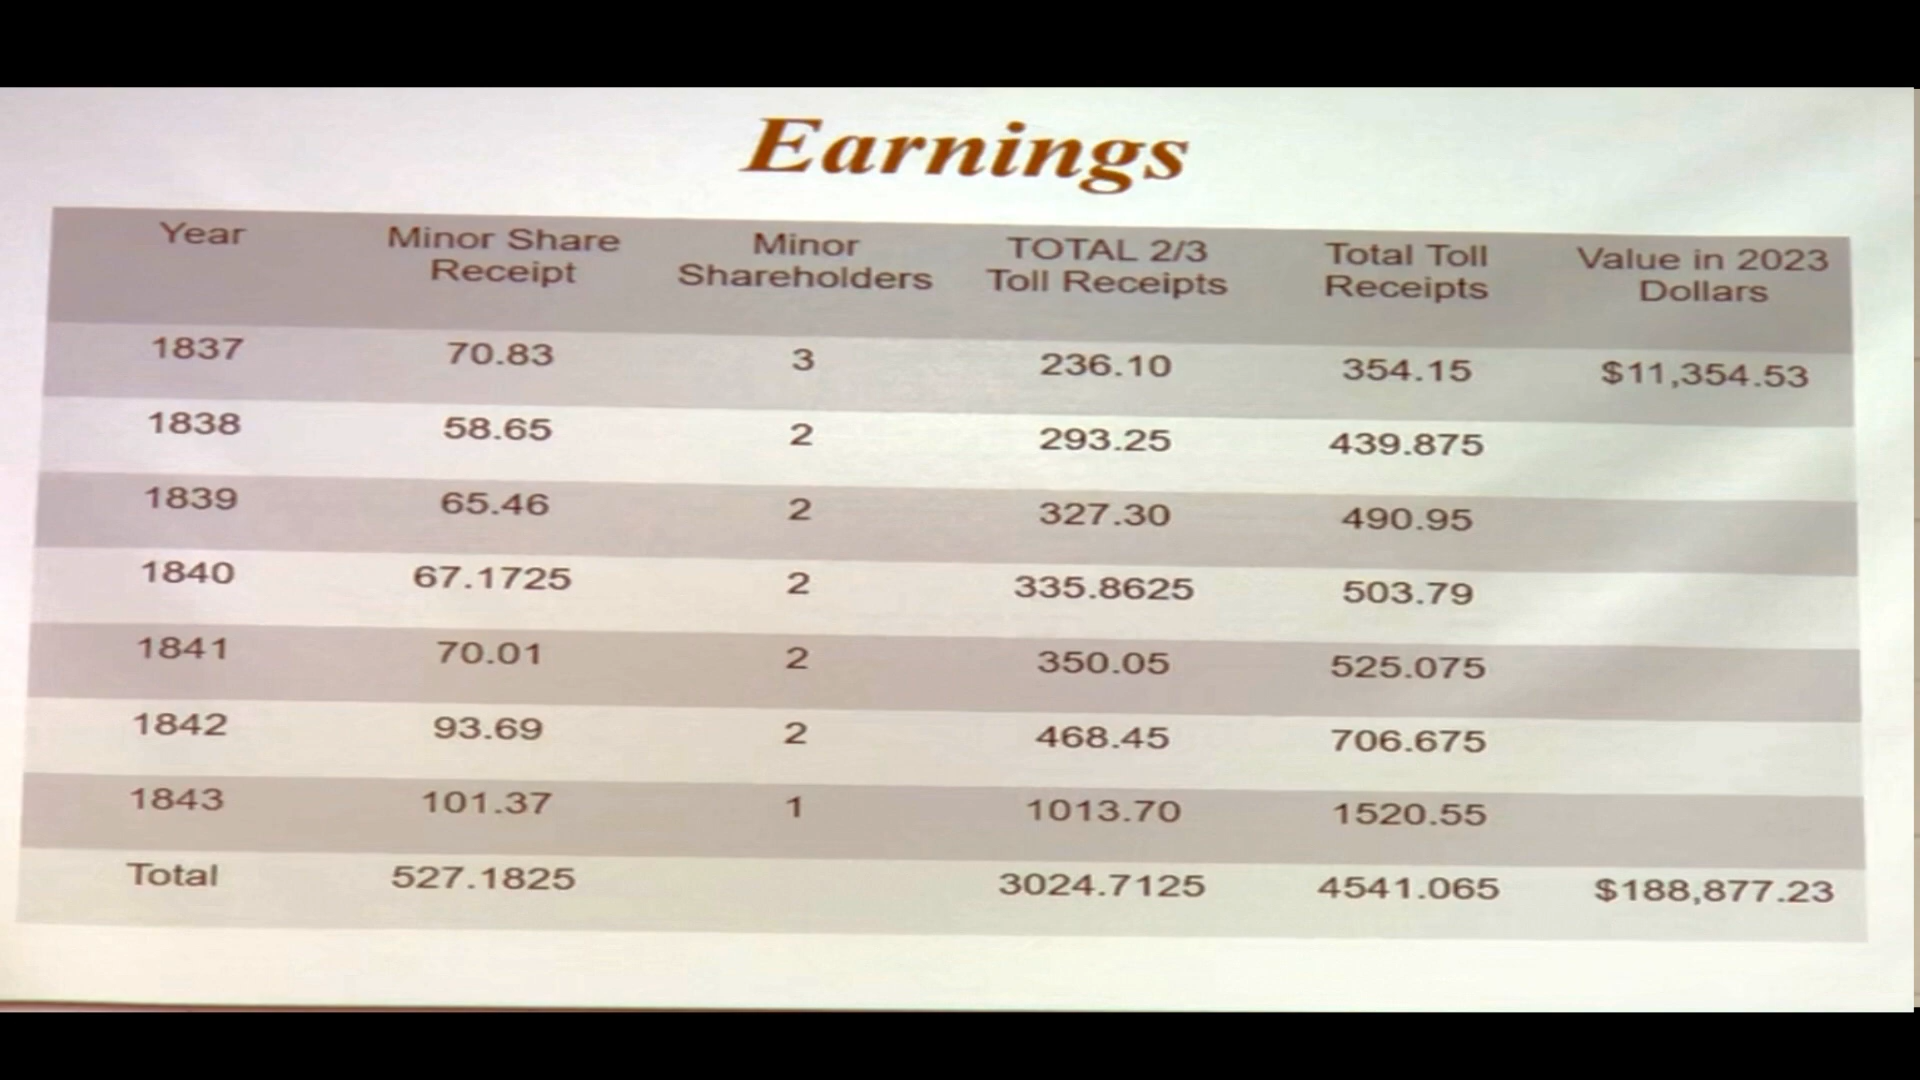 Earnings
Year Minor Share Receipt Minor Shareholders TOTAL 2/3 Toll Receipts Total Toll Receipts Value in 2023 Dollars
1837 70.83 3 236.10 354.15 $11,354.53
1838 58.65 2 293.25 439.875
1839 65.46 2 327.30 490.95
1840 67.1725 2 335.8625 503.79
1841 70.01 2 350.05 525.075
1842 93.69 2 468.45 706.675
1843 101.37 1 1013.70 1520.55
Total 527.1825 3024.7125 4541.065 $188,877.23